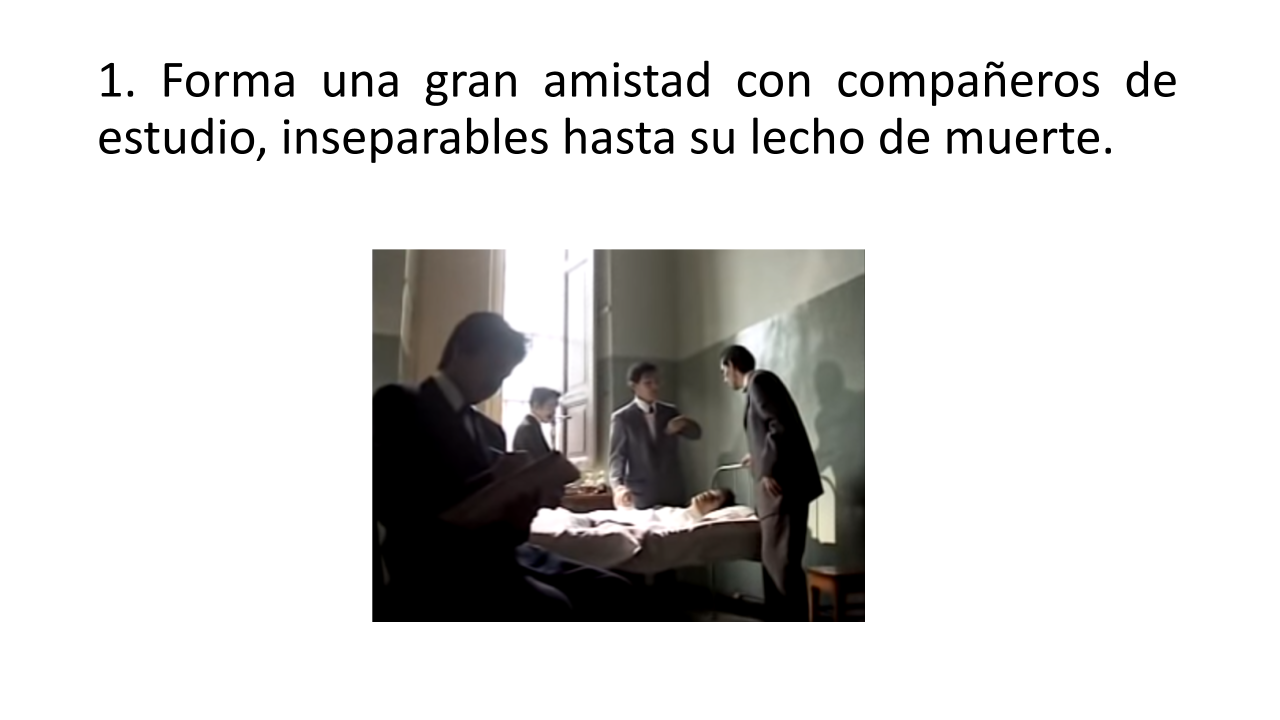 1. Forma una gran amistad con compañeros de
estudio, inseparables hasta su lecho de muerte.